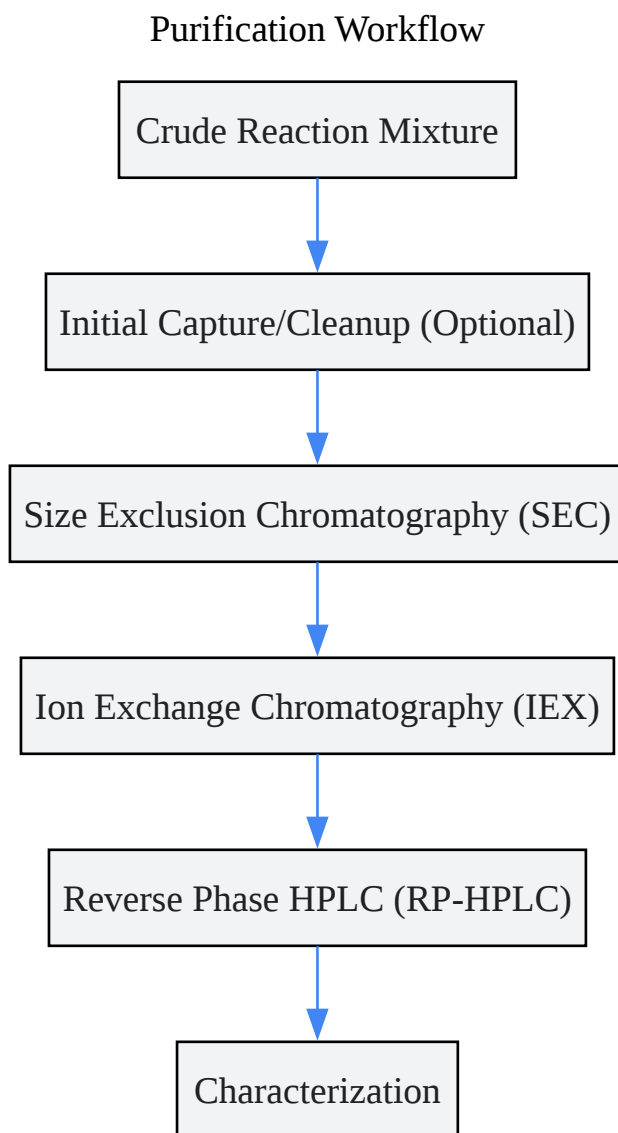 Purification Workflow
Crude Reaction Mixture
Initial Capture/Cleanup (Optional)
Size Exclusion Chromatography (SEC)
Ion Exchange Chromatography (IEX)
Reverse Phase HPLC (RP-HPLC)
Characterization